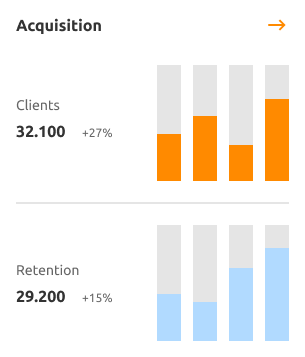 Acquisition
Clients
32.100 +27%
Retention
29.200 +15%